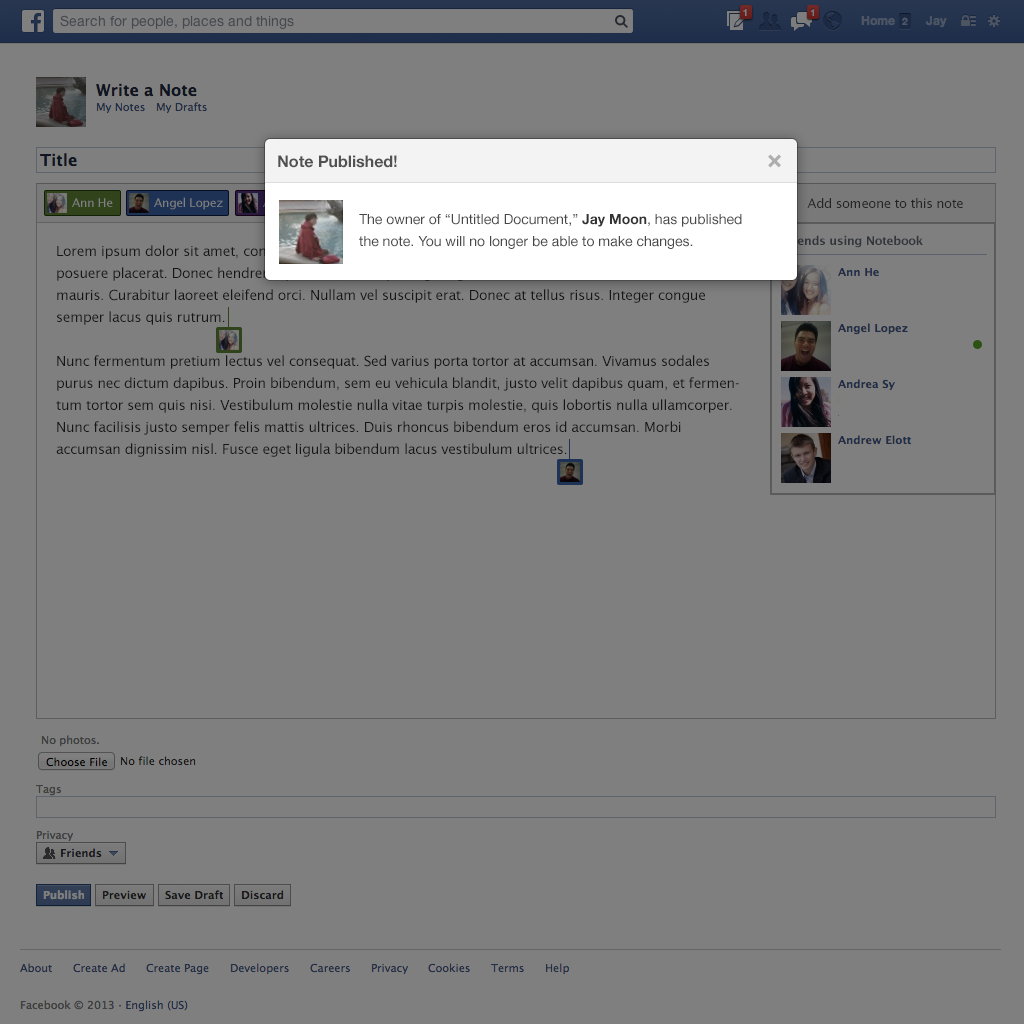 f
Search for people, places and things
1
1
Home 2
Jay
Write a Note
My Notes My Drafts
Title
Note Published!
The owner of “Untitled Document,” Jay Moon, has published
the note. You will no longer be able to make changes.
Ann He
Angel Lopez
Add someone to this note
Lorem ipsum dolor sit amet,
posuere placerat. Donec
mauris. Curabitur laoreet eleifend orci. Nullam vel suscipit erat. Donec at tellus risus. Integer congue
semper lacus quis rutrum.
Nunc fermentum pretium lectus vel consequat. Sed varius porta tortor at accumsan. Vivamus sodales
purus nec dictum dapibus. Proin bibendum, sem eu vehicula blandit, justo velit dapibus quam, et fermen-
tum tortor sem quis nisi. Vestibulum molestie nulla vitae turpis molestie, quis lobortis nulla ullamcorper.
Nunc facilisis justo semper felis mattis ultrices. Duis rhoncus bibendum eros id accumsan. Morbi
accumsan dignissim nisl. Fusce eget ligula bibendum lacus vestibulum ultrices.
ends using Notebook
Ann He
Angel Lopez
Andrea Sy
Andrew Elott
No photos.
Choose File No file chosen
Tags
Privacy
Friends
Publish Preview Save Draft Discard
About Create Ad Create Page Developers Careers Privacy Cookies Terms Help
Facebook © 2013 · English (US)